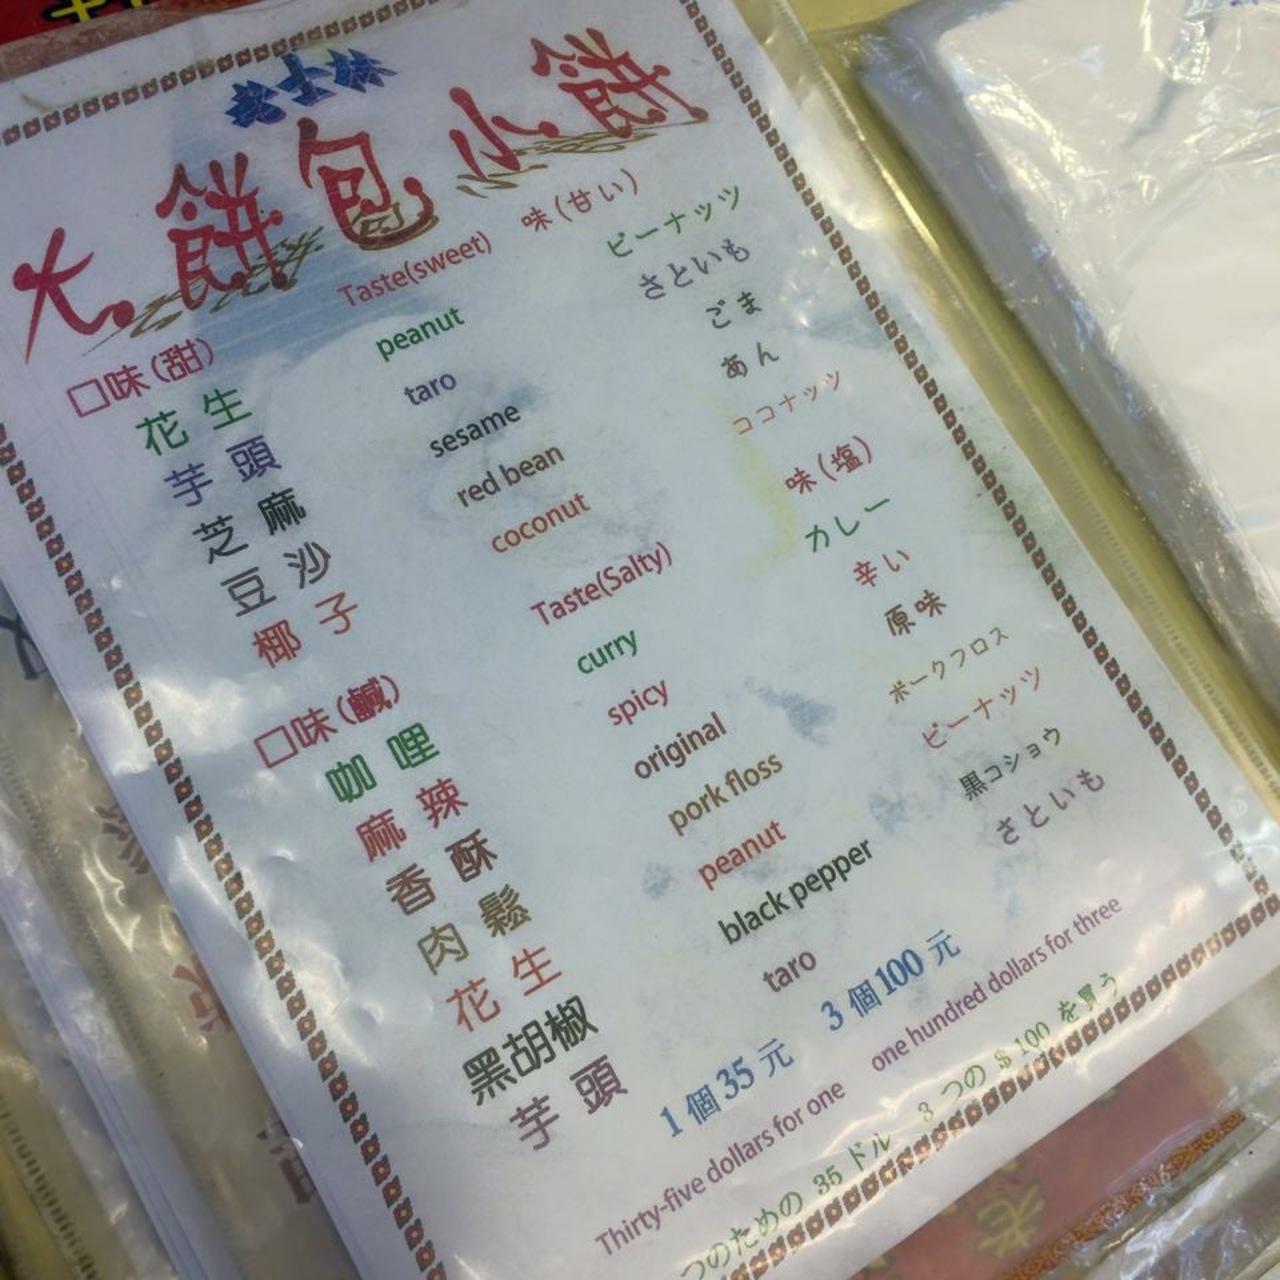 老士林
大餅包小餅
口味(甜) Taste(sweet) 味(甘い)
花生 peanut ピーナッツ
芋頭 taro さといも
芝麻 sesame ごま
豆沙 red bean あん
椰子 coconut ココナッツ
口味(鹹) Taste(Salty) 味(塩)
咖哩 curry カレー
麻辣 spicy 辛い
香酥 original 原味
肉鬆 pork floss ポークフロス
花生 peanut ピーナッツ
黑胡椒 black pepper 黒コショウ
芋頭 taro さといも
1個35元 3個100元
Thirty-five dollars for one one hundred dollars for three
つのための 35 ドル 3 つの $100 を買う
老